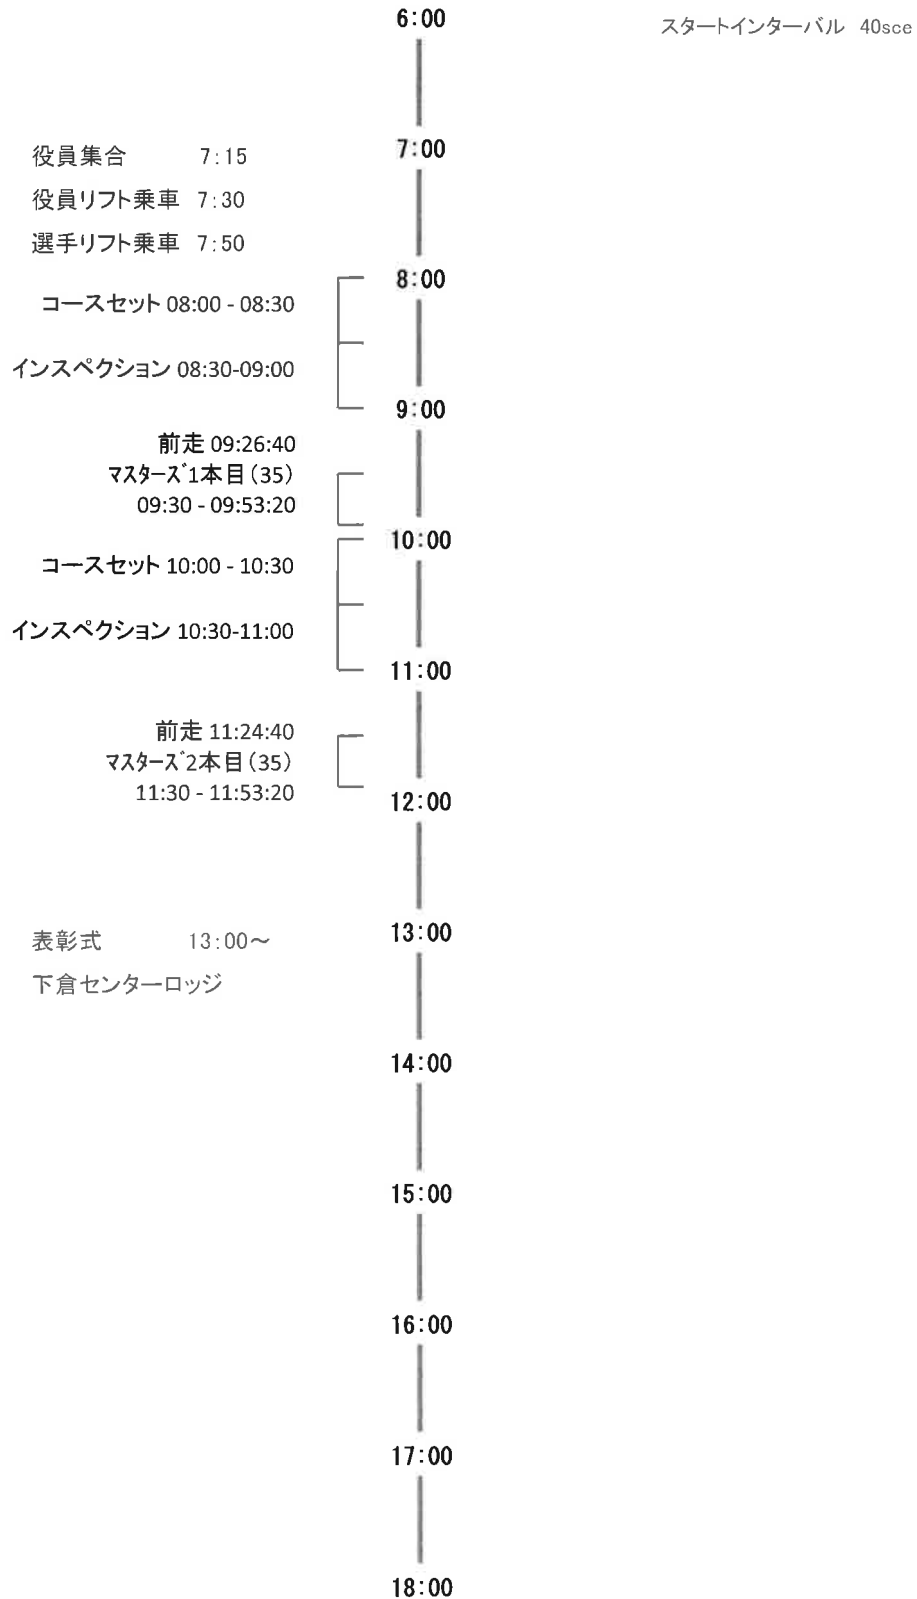 6:00
スタートインターバル 40sce
7:00
役員集合 7:15
役員リフト乗車 7:30
選手リフト乗車 7:50
8:00
コースセット 08:00 - 08:30
インスペクション 08:30-09:00
9:00
前走 09:26:40
マスターズ1本目(35)
09:30 - 09:53:20
10:00
コースセット 10:00 - 10:30
インスペクション 10:30-11:00
11:00
前走 11:24:40
マスターズ2本目(35)
11:30 - 11:53:20
12:00
13:00
表彰式 13:00～
下倉センターロッジ
14:00
15:00
16:00
17:00
18:00